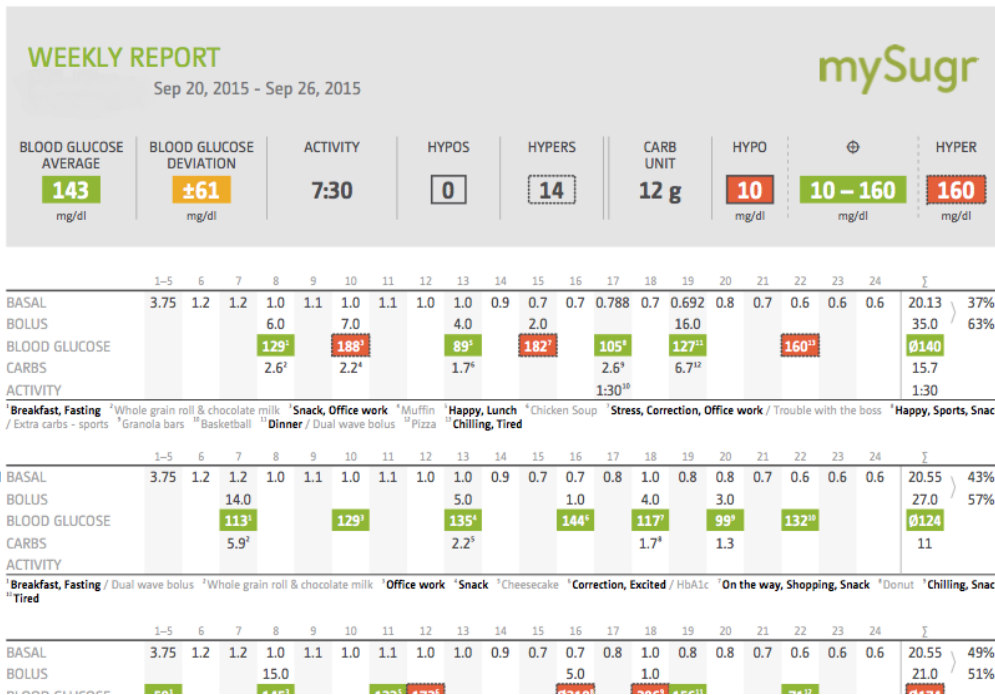 WEEKLY REPORT
mySugr
Sep 20, 2015 - Sep 26, 2015
BLOOD GLUCOSE AVERAGE BLOOD GLUCOSE DEVIATION ACTIVITY HYPOS HYPERS CARB UNIT HYPO HYPER
143 ±61 7:30 0 14 12 g 10 10 – 160 160
mg/dl mg/dl mg/dl mg/dl mg/dl
1–5 6 7 8 9 10 11 12 13 14 15 16 17 18 19 20 21 22 23 24 Σ
BASAL 3.75 1.2 1.2 1.0 1.1 1.0 1.1 1.0 1.0 0.9 0.7 0.7 0.788 0.7 0.692 0.8 0.7 0.6 0.6 0.6 20.13 37%
BOLUS 6.0 7.0 4.0 2.0 16.0 35.0 63%
BLOOD GLUCOSE 129¹ 188³ 89⁵ 182⁷ 105⁸ 127¹¹ 160¹³ Ø140
CARBS 2.6² 2.2⁴ 1.7⁶ 2.6⁹ 6.7¹² 15.7
ACTIVITY 1:30¹⁰ 1:30
¹Breakfast, Fasting ²Whole grain roll & chocolate milk ³Snack, Office work ⁴Muffin ⁵Happy, Lunch ⁶Chicken Soup ⁷Stress, Correction, Office work / Trouble with the boss ⁸Happy, Sports, Snac
/ Extra carbs - sports ⁹Granola bars ¹⁰Basketball ¹¹Dinner / Dual wave bolus ¹²Pizza ¹³Chilling, Tired
1–5 6 7 8 9 10 11 12 13 14 15 16 17 18 19 20 21 22 23 24 Σ
BASAL 3.75 1.2 1.2 1.0 1.1 1.0 1.1 1.0 1.0 0.9 0.7 0.7 0.8 1.0 0.8 0.8 0.7 0.6 0.6 0.6 20.55 43%
BOLUS 14.0 5.0 1.0 4.0 3.0 27.0 57%
BLOOD GLUCOSE 113¹ 129³ 135⁴ 144⁶ 117⁷ 99⁹ 132¹⁰ Ø124
CARBS 5.9² 2.2⁵ 1.7⁸ 1.3 11
ACTIVITY
¹Breakfast, Fasting / Dual wave bolus ²Whole grain roll & chocolate milk ³Office work ⁴Snack ⁵Cheesecake ⁶Correction, Excited / HbA1c ⁷On the way, Shopping, Snack ⁸Donut ⁹Chilling, Snac
¹⁰Tired
1–5 6 7 8 9 10 11 12 13 14 15 16 17 18 19 20 21 22 23 24 Σ
BASAL 3.75 1.2 1.2 1.0 1.1 1.0 1.1 1.0 1.0 0.9 0.7 0.7 0.8 1.0 0.8 0.8 0.7 0.6 0.6 0.6 20.55 49%
BOLUS 15.0 5.0 1.0 21.0 51%
BLOOD GLUCOSE